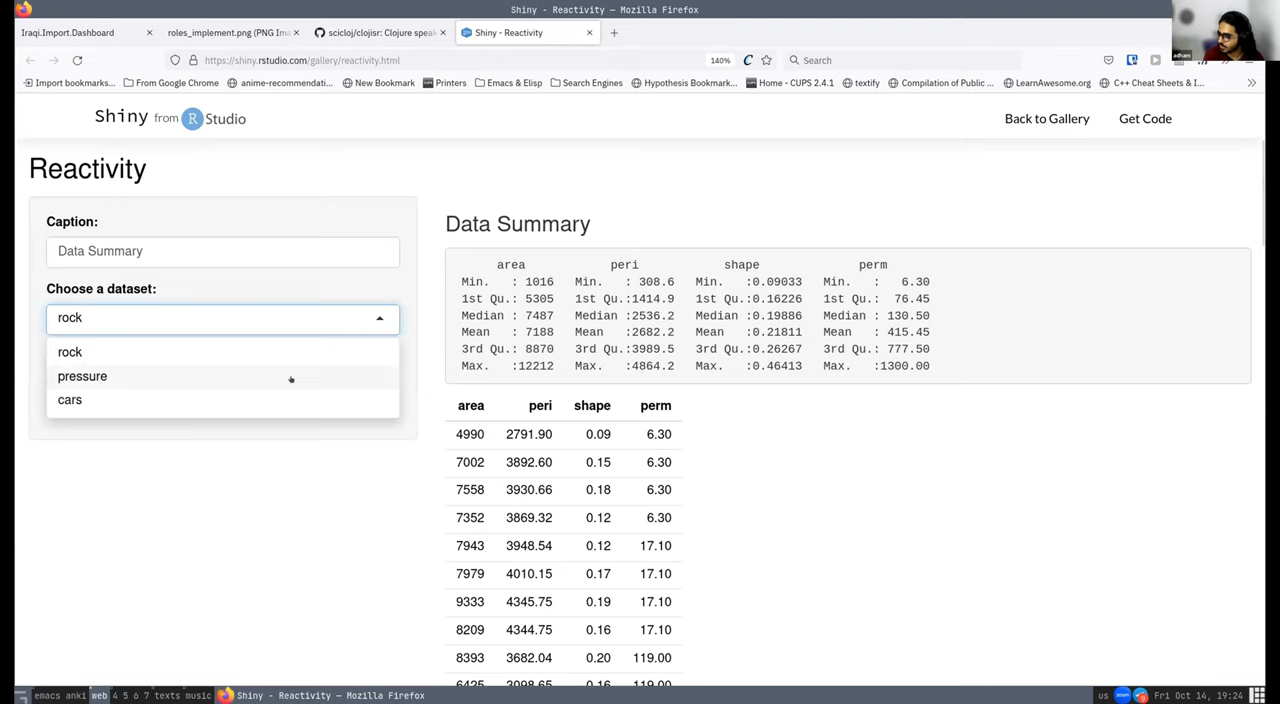 Shiny - Reactivity — Mozilla Firefox
Iraqi.Import.Dashboard
roles_implement.png (PNG Ima
scicloj/clojisr: Clojure speak
Shiny - Reactivity
https://shiny.rstudio.com/gallery/reactivity.html
140%
Search
adham
Import bookmarks...
From Google Chrome
anime-recommendati...
New Bookmark
Printers
Emacs & Elisp
Search Engines
Hypothesis Bookmark...
Home - CUPS 2.4.1
textify
Compilation of Public ...
LearnAwesome.org
C++ Cheat Sheets & I...
Shiny from R Studio
Back to Gallery
Get Code
Reactivity
Caption:
Data Summary
Choose a dataset:
rock
rock
pressure
cars
Data Summary
area peri shape perm
Min. : 1016 Min. : 308.6 Min. :0.09033 Min. : 6.30
1st Qu.: 5305 1st Qu.:1414.9 1st Qu.:0.16226 1st Qu.: 76.45
Median : 7487 Median :2536.2 Median :0.19886 Median : 130.50
Mean : 7188 Mean :2682.2 Mean :0.21811 Mean : 415.45
3rd Qu.: 8870 3rd Qu.:3989.5 3rd Qu.:0.26267 3rd Qu.: 777.50
Max. :12212 Max. :4864.2 Max. :0.46413 Max. :1300.00
area peri shape perm
4990 2791.90 0.09 6.30
7002 3892.60 0.15 6.30
7558 3930.66 0.18 6.30
7352 3869.32 0.12 6.30
7943 3948.54 0.12 17.10
7979 4010.15 0.17 17.10
9333 4345.75 0.19 17.10
8209 4344.75 0.16 17.10
8393 3682.04 0.20 119.00
6425 3098.65 0.16 119.00
emacs anki web 4 5 6 7 texts music
Shiny - Reactivity — Mozilla Firefox
us
zoom
Fri Oct 14, 19:24